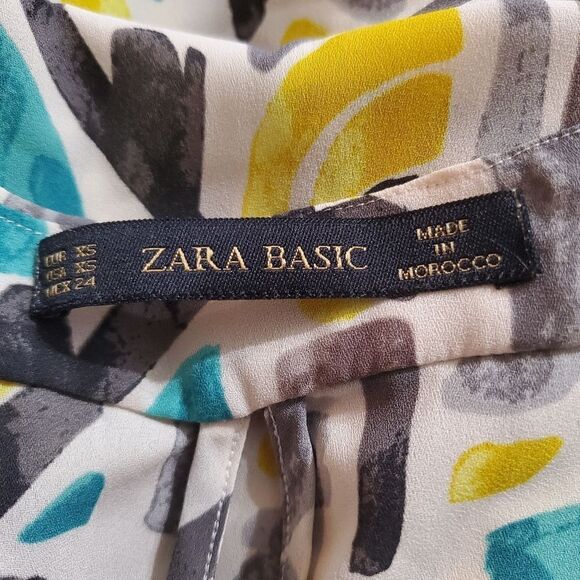 EUR XS
USA XS
MEX 24
ZARA BASIC
MADE
IN
MOROCCO